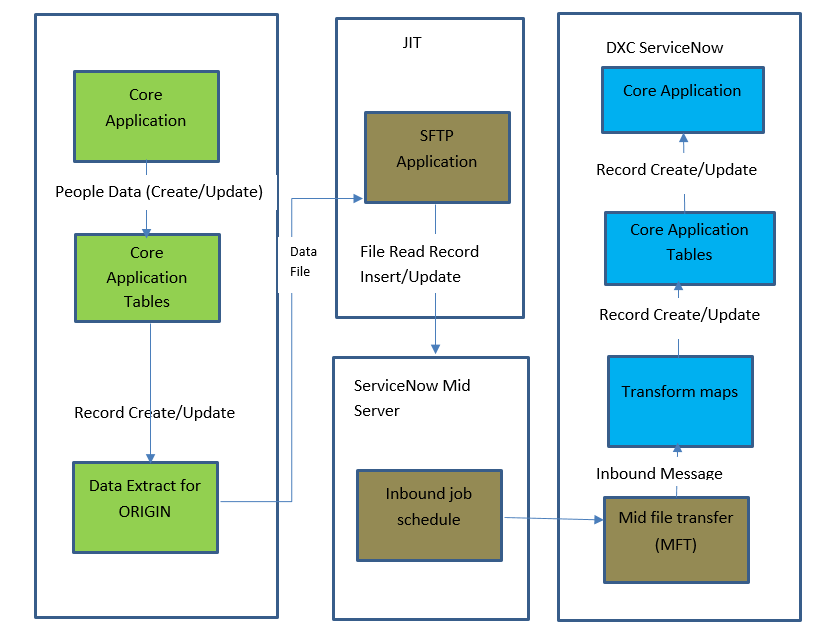 Core
Application
People Data (Create/Update)
Core
Application
Tables
Record Create/Update
Data Extract for
ORIGIN
Data
File
JIT
SFTP
Application
File Read Record
Insert/Update
ServiceNow Mid
Server
Inbound job
schedule
DXC ServiceNow
Core Application
Record Create/Update
Core Application
Tables
Record Create/Update
Transform maps
Inbound Message
Mid file transfer
(MFT)